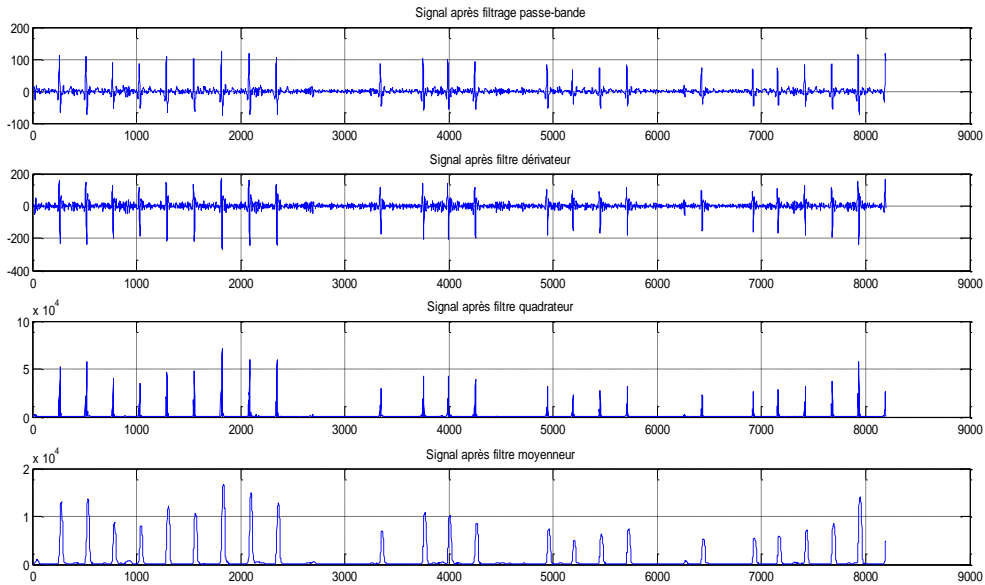 Signal après filtrage passe-bande
200
100
0
-100
0 1000 2000 3000 4000 5000 6000 7000 8000 9000
Signal après filtre dérivateur
200
0
-200
-400
0 1000 2000 3000 4000 5000 6000 7000 8000 9000
x 10^4
Signal après filtre quadrateur
10
5
0
0 1000 2000 3000 4000 5000 6000 7000 8000 9000
x 10^4
Signal après filtre moyenneur
2
1
0
0 1000 2000 3000 4000 5000 6000 7000 8000 9000